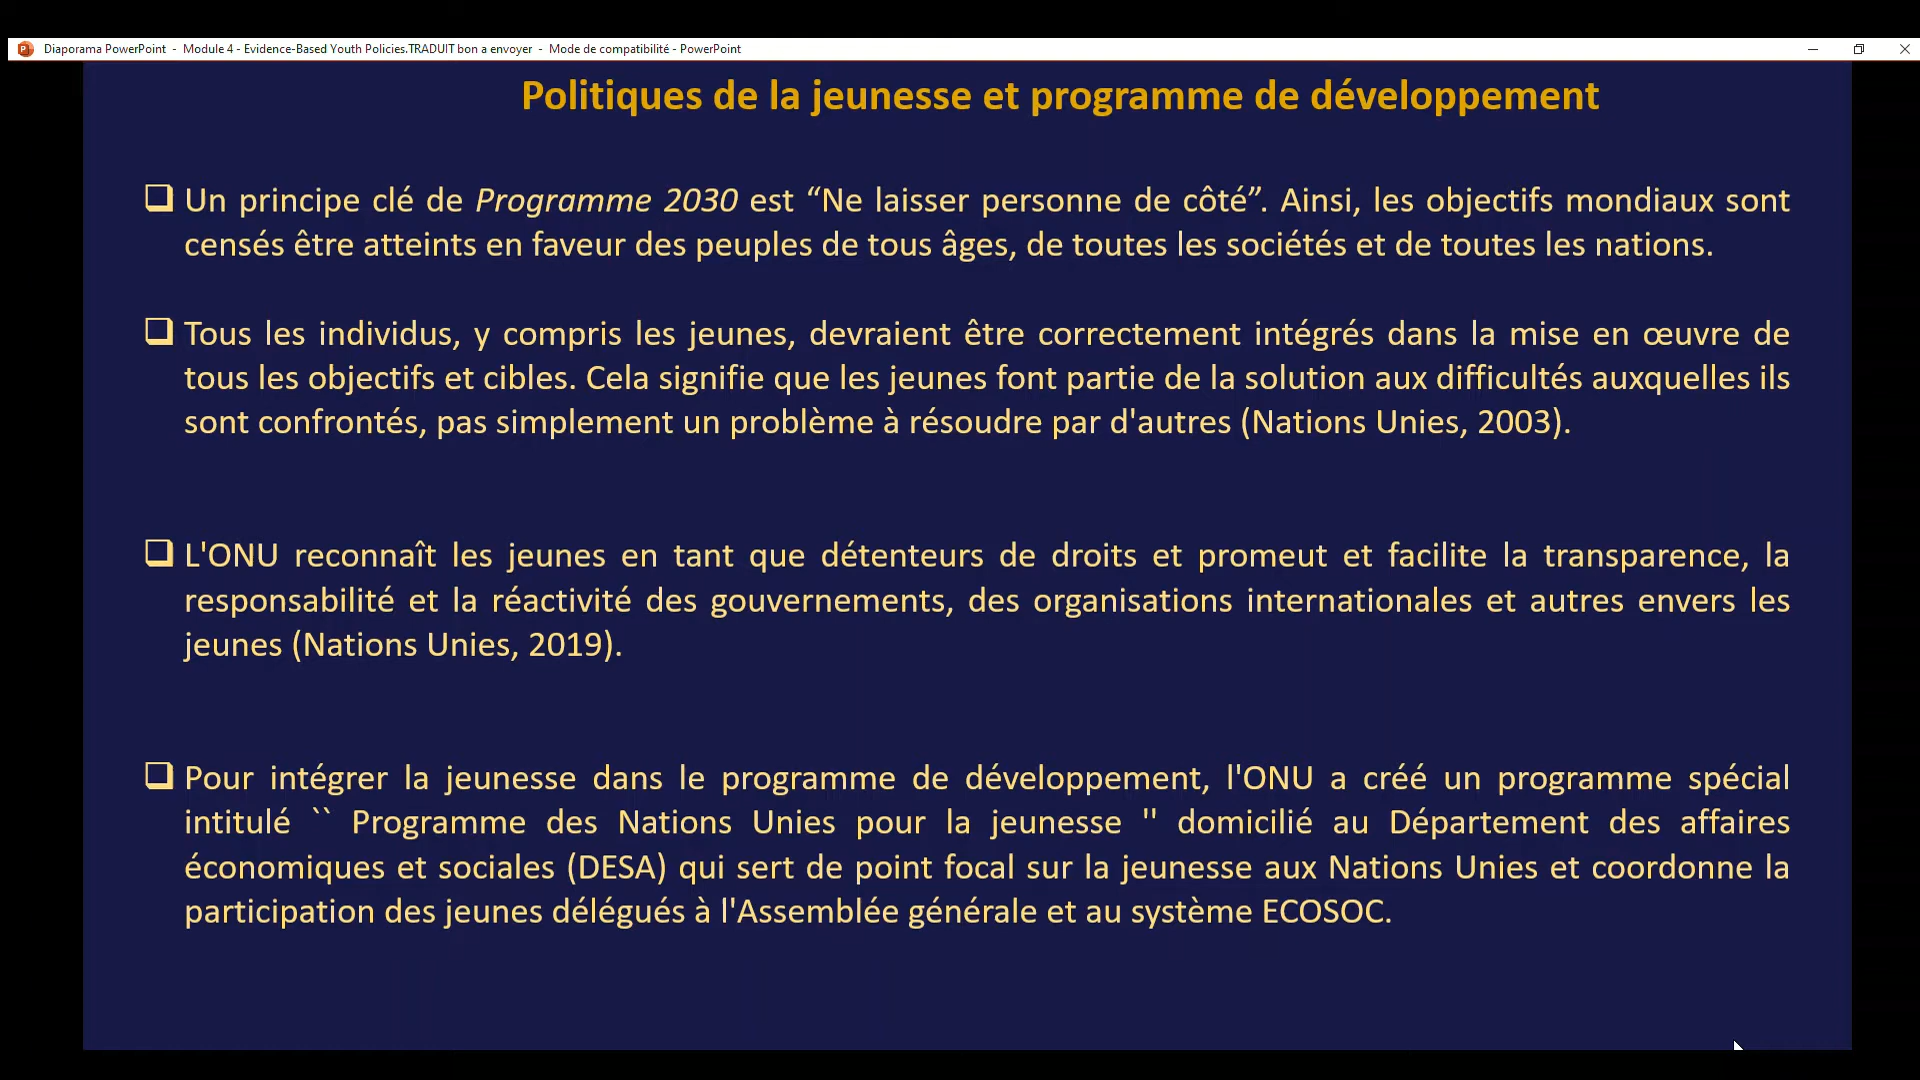 Diaporama PowerPoint - Module 4 - Evidence-Based Youth Policies.TRADUIT bon a envoyer - Mode de compatibilité - PowerPoint
Politiques de la jeunesse et programme de développement
❑ Un principe clé de Programme 2030 est “Ne laisser personne de côté”. Ainsi, les objectifs mondiaux sont
censés être atteints en faveur des peuples de tous âges, de toutes les sociétés et de toutes les nations.
❑ Tous les individus, y compris les jeunes, devraient être correctement intégrés dans la mise en œuvre de
tous les objectifs et cibles. Cela signifie que les jeunes font partie de la solution aux difficultés auxquelles ils
sont confrontés, pas simplement un problème à résoudre par d'autres (Nations Unies, 2003).
❑ L'ONU reconnaît les jeunes en tant que détenteurs de droits et promeut et facilite la transparence, la
responsabilité et la réactivité des gouvernements, des organisations internationales et autres envers les
jeunes (Nations Unies, 2019).
❑ Pour intégrer la jeunesse dans le programme de développement, l'ONU a créé un programme spécial
intitulé `` Programme des Nations Unies pour la jeunesse '' domicilié au Département des affaires
économiques et sociales (DESA) qui sert de point focal sur la jeunesse aux Nations Unies et coordonne la
participation des jeunes délégués à l'Assemblée générale et au système ECOSOC.